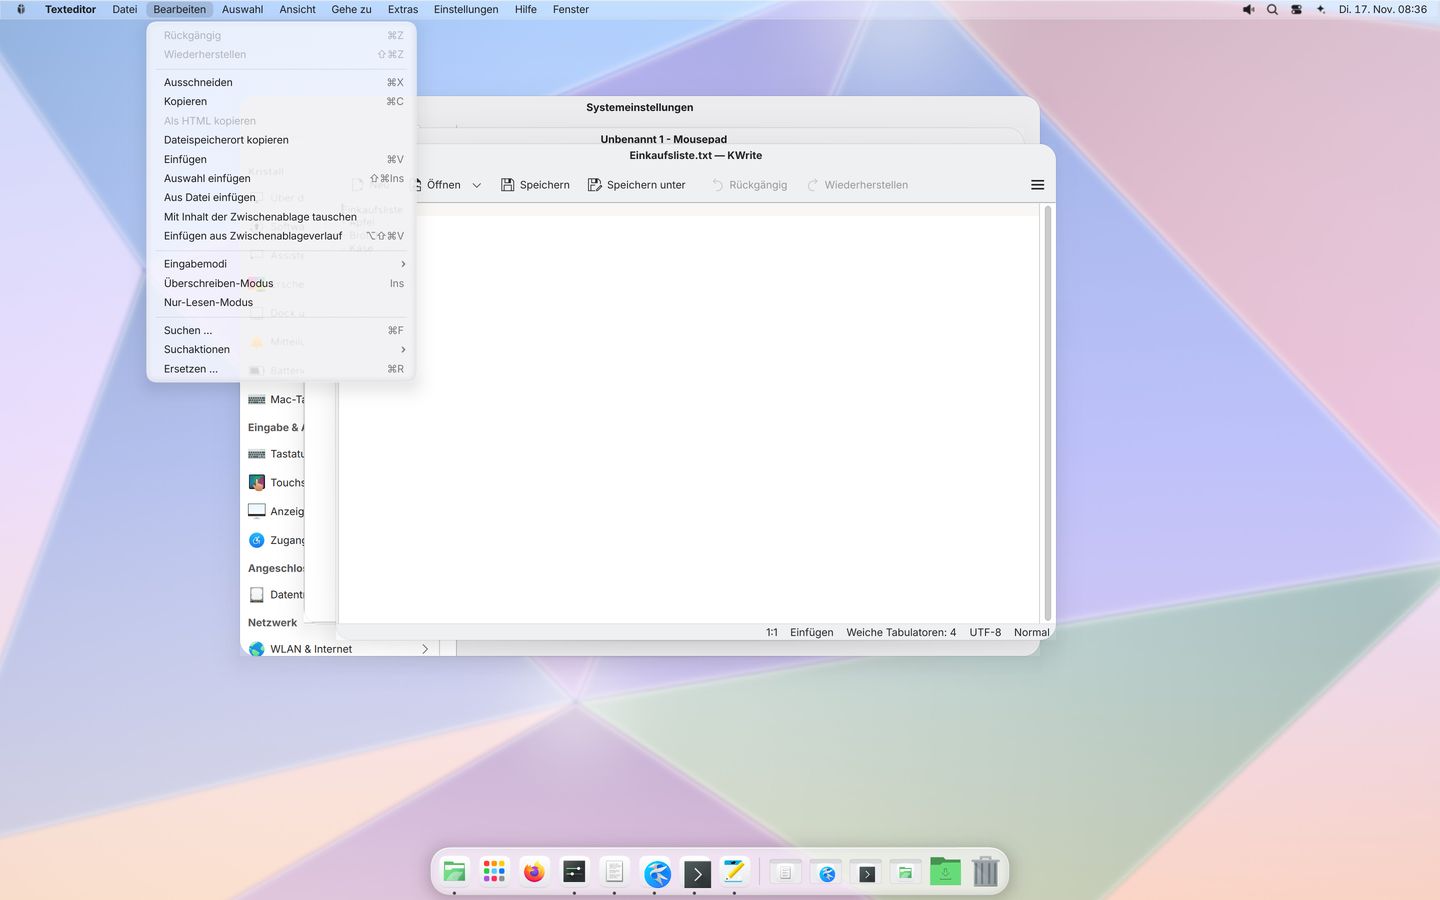 Texteditor Datei Bearbeiten Auswahl Ansicht Gehe zu Extras Einstellungen Hilfe Fenster Di. 17. Nov. 08:36
Rückgängig ⌘Z
Wiederherstellen ⇧⌘Z
Ausschneiden ⌘X
Kopieren ⌘C
Als HTML kopieren
Dateispeicherort kopieren
Einfügen ⌘V
Auswahl einfügen ⇧⌘Ins
Aus Datei einfügen
Mit Inhalt der Zwischenablage tauschen
Einfügen aus Zwischenablageverlauf ⌥⇧⌘V
Eingabemodi
Überschreiben-Modus Ins
Nur-Lesen-Modus
Suchen ...  ⌘F
Suchaktionen
Ersetzen ... ⌘R
Systemeinstellungen
Unbenannt 1 - Mousepad
Einkaufsliste.txt — KWrite
Neu Öffnen Speichern Speichern unter Rückgängig Wiederherstellen
Einkaufsliste
Kristall
Mac-Ta
Eingabe & A
Tastatu
Touchs
Anzeig
Zugang
Angeschlos
Datent
Netzwerk
WLAN & Internet
1:1 Einfügen Weiche Tabulatoren: 4 UTF-8 Normal